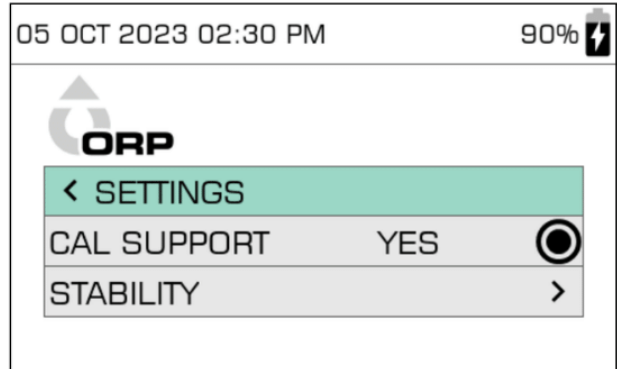 05 OCT 2023 02:30 PM 90%
ORP
< SETTINGS
CAL SUPPORT YES
STABILITY >